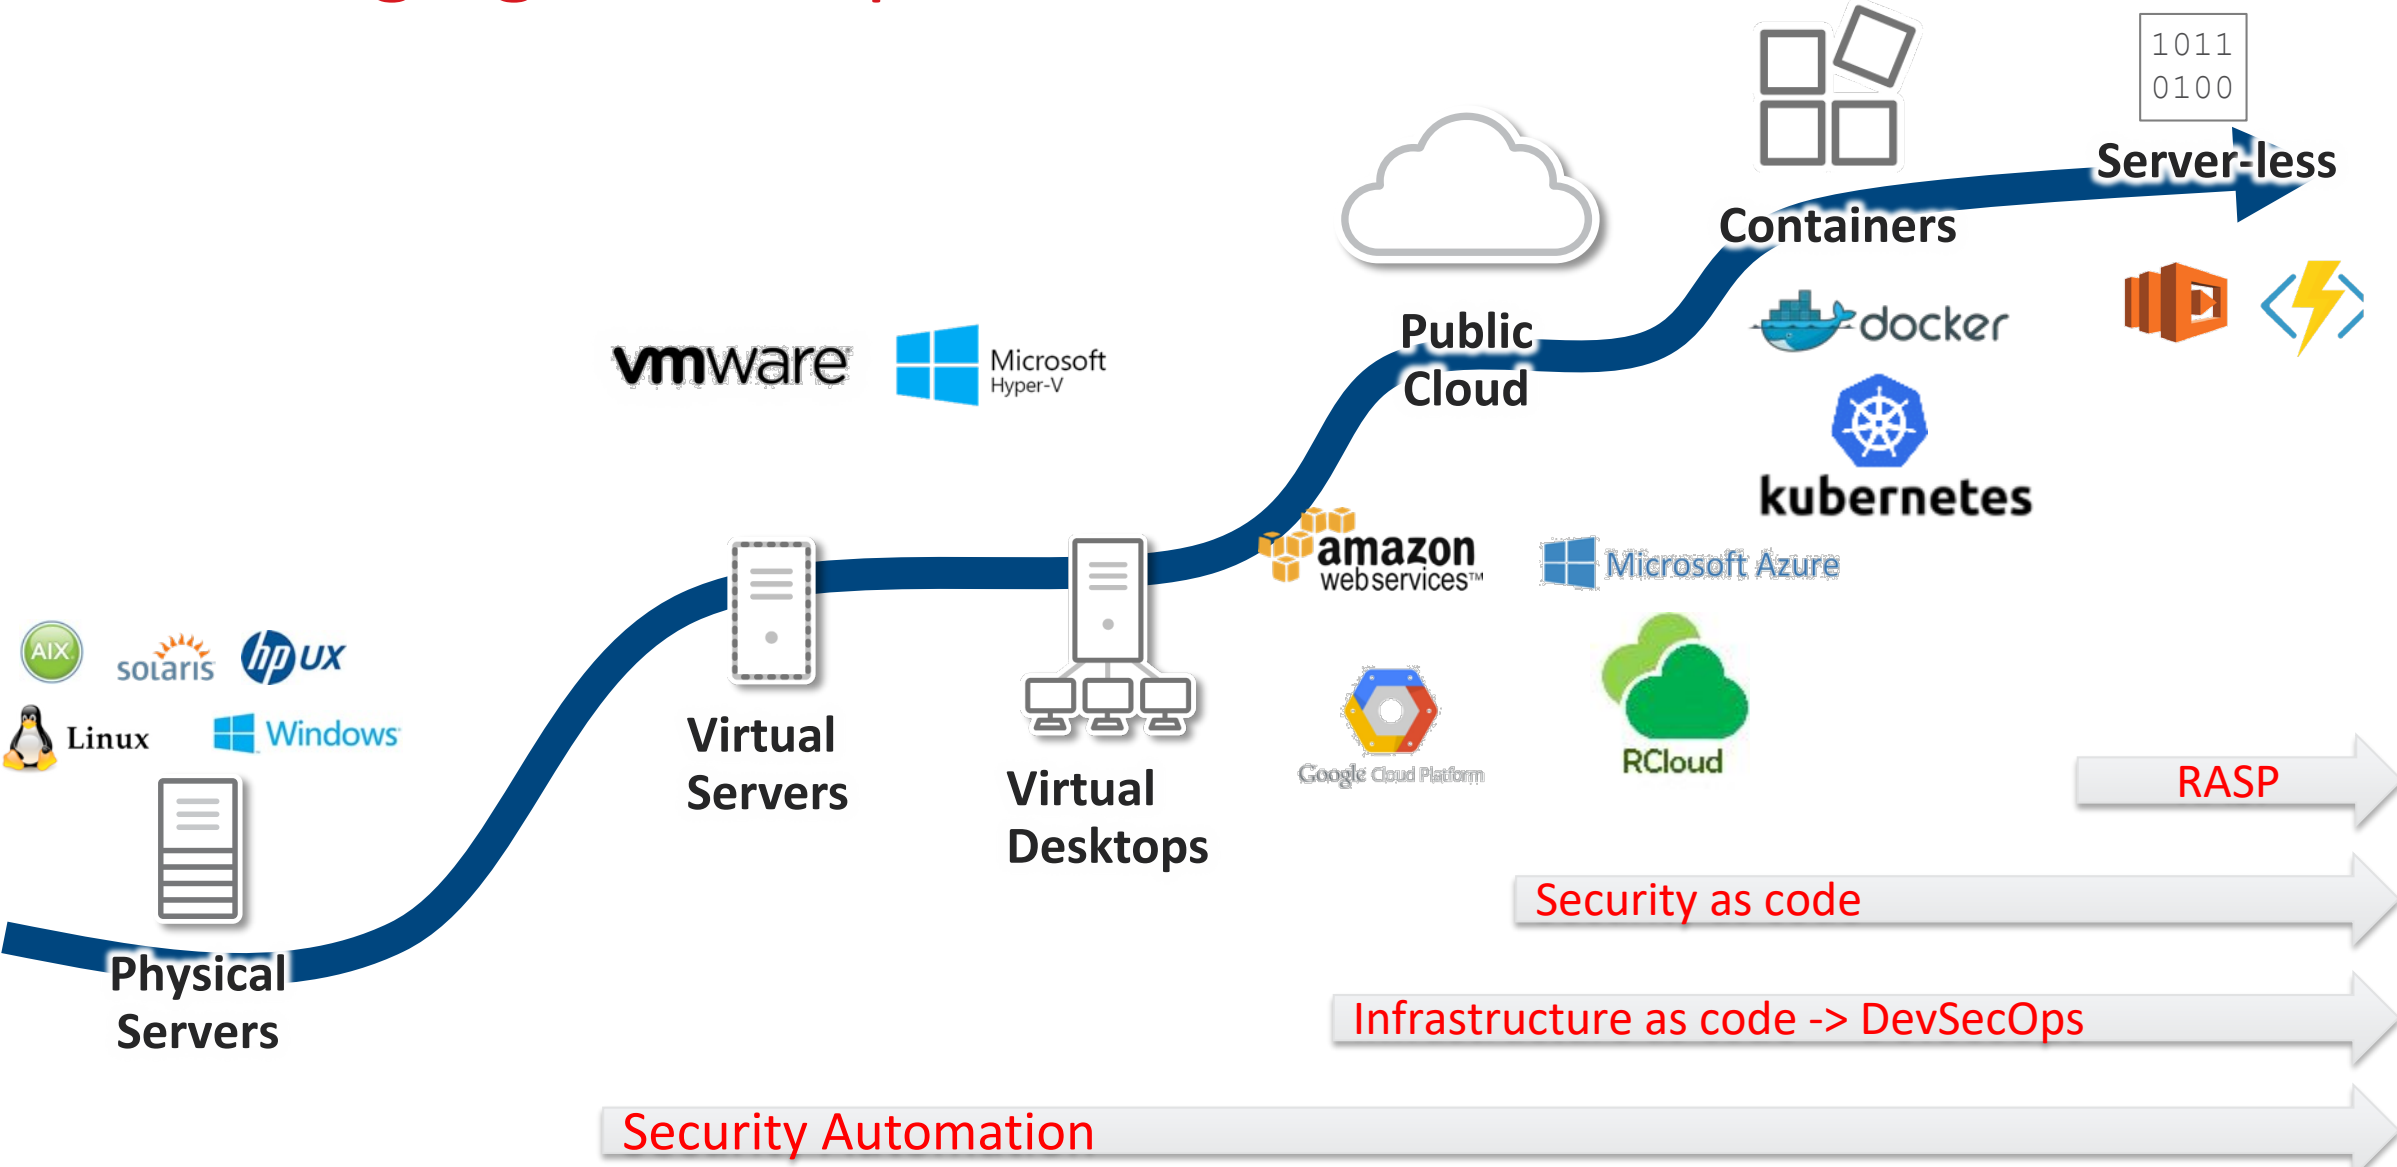 1011
0100
Server-less
Containers
docker
Public
Cloud
vmware
Microsoft
Hyper-V
kubernetes
amazon
webservices™
Microsoft Azure
AIX
solaris
hp UX
Linux
Windows
Virtual
Servers
Virtual
Desktops
Google Cloud Platform
RCloud
Physical
Servers
RASP
Security as code
Infrastructure as code -> DevSecOps
Security Automation